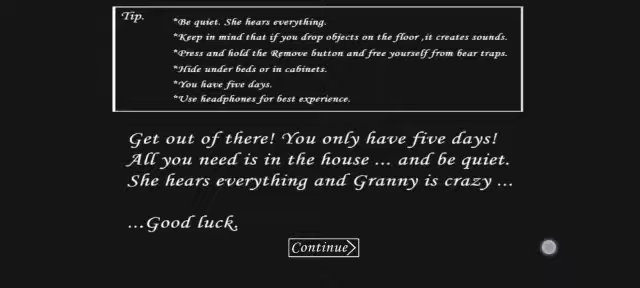 Tip.
*Be quiet. She hears everything.
*Keep in mind that if you drop objects on the floor ,it creates sounds.
*Press and hold the Remove button and free yourself from bear traps.
*Hide under beds or in cabinets.
*You have five days.
*Use headphones for best experience.
Get out of there! You only have five days!
All you need is in the house ... and be quiet.
She hears everything and Granny is crazy ...
...Good luck.
Continue